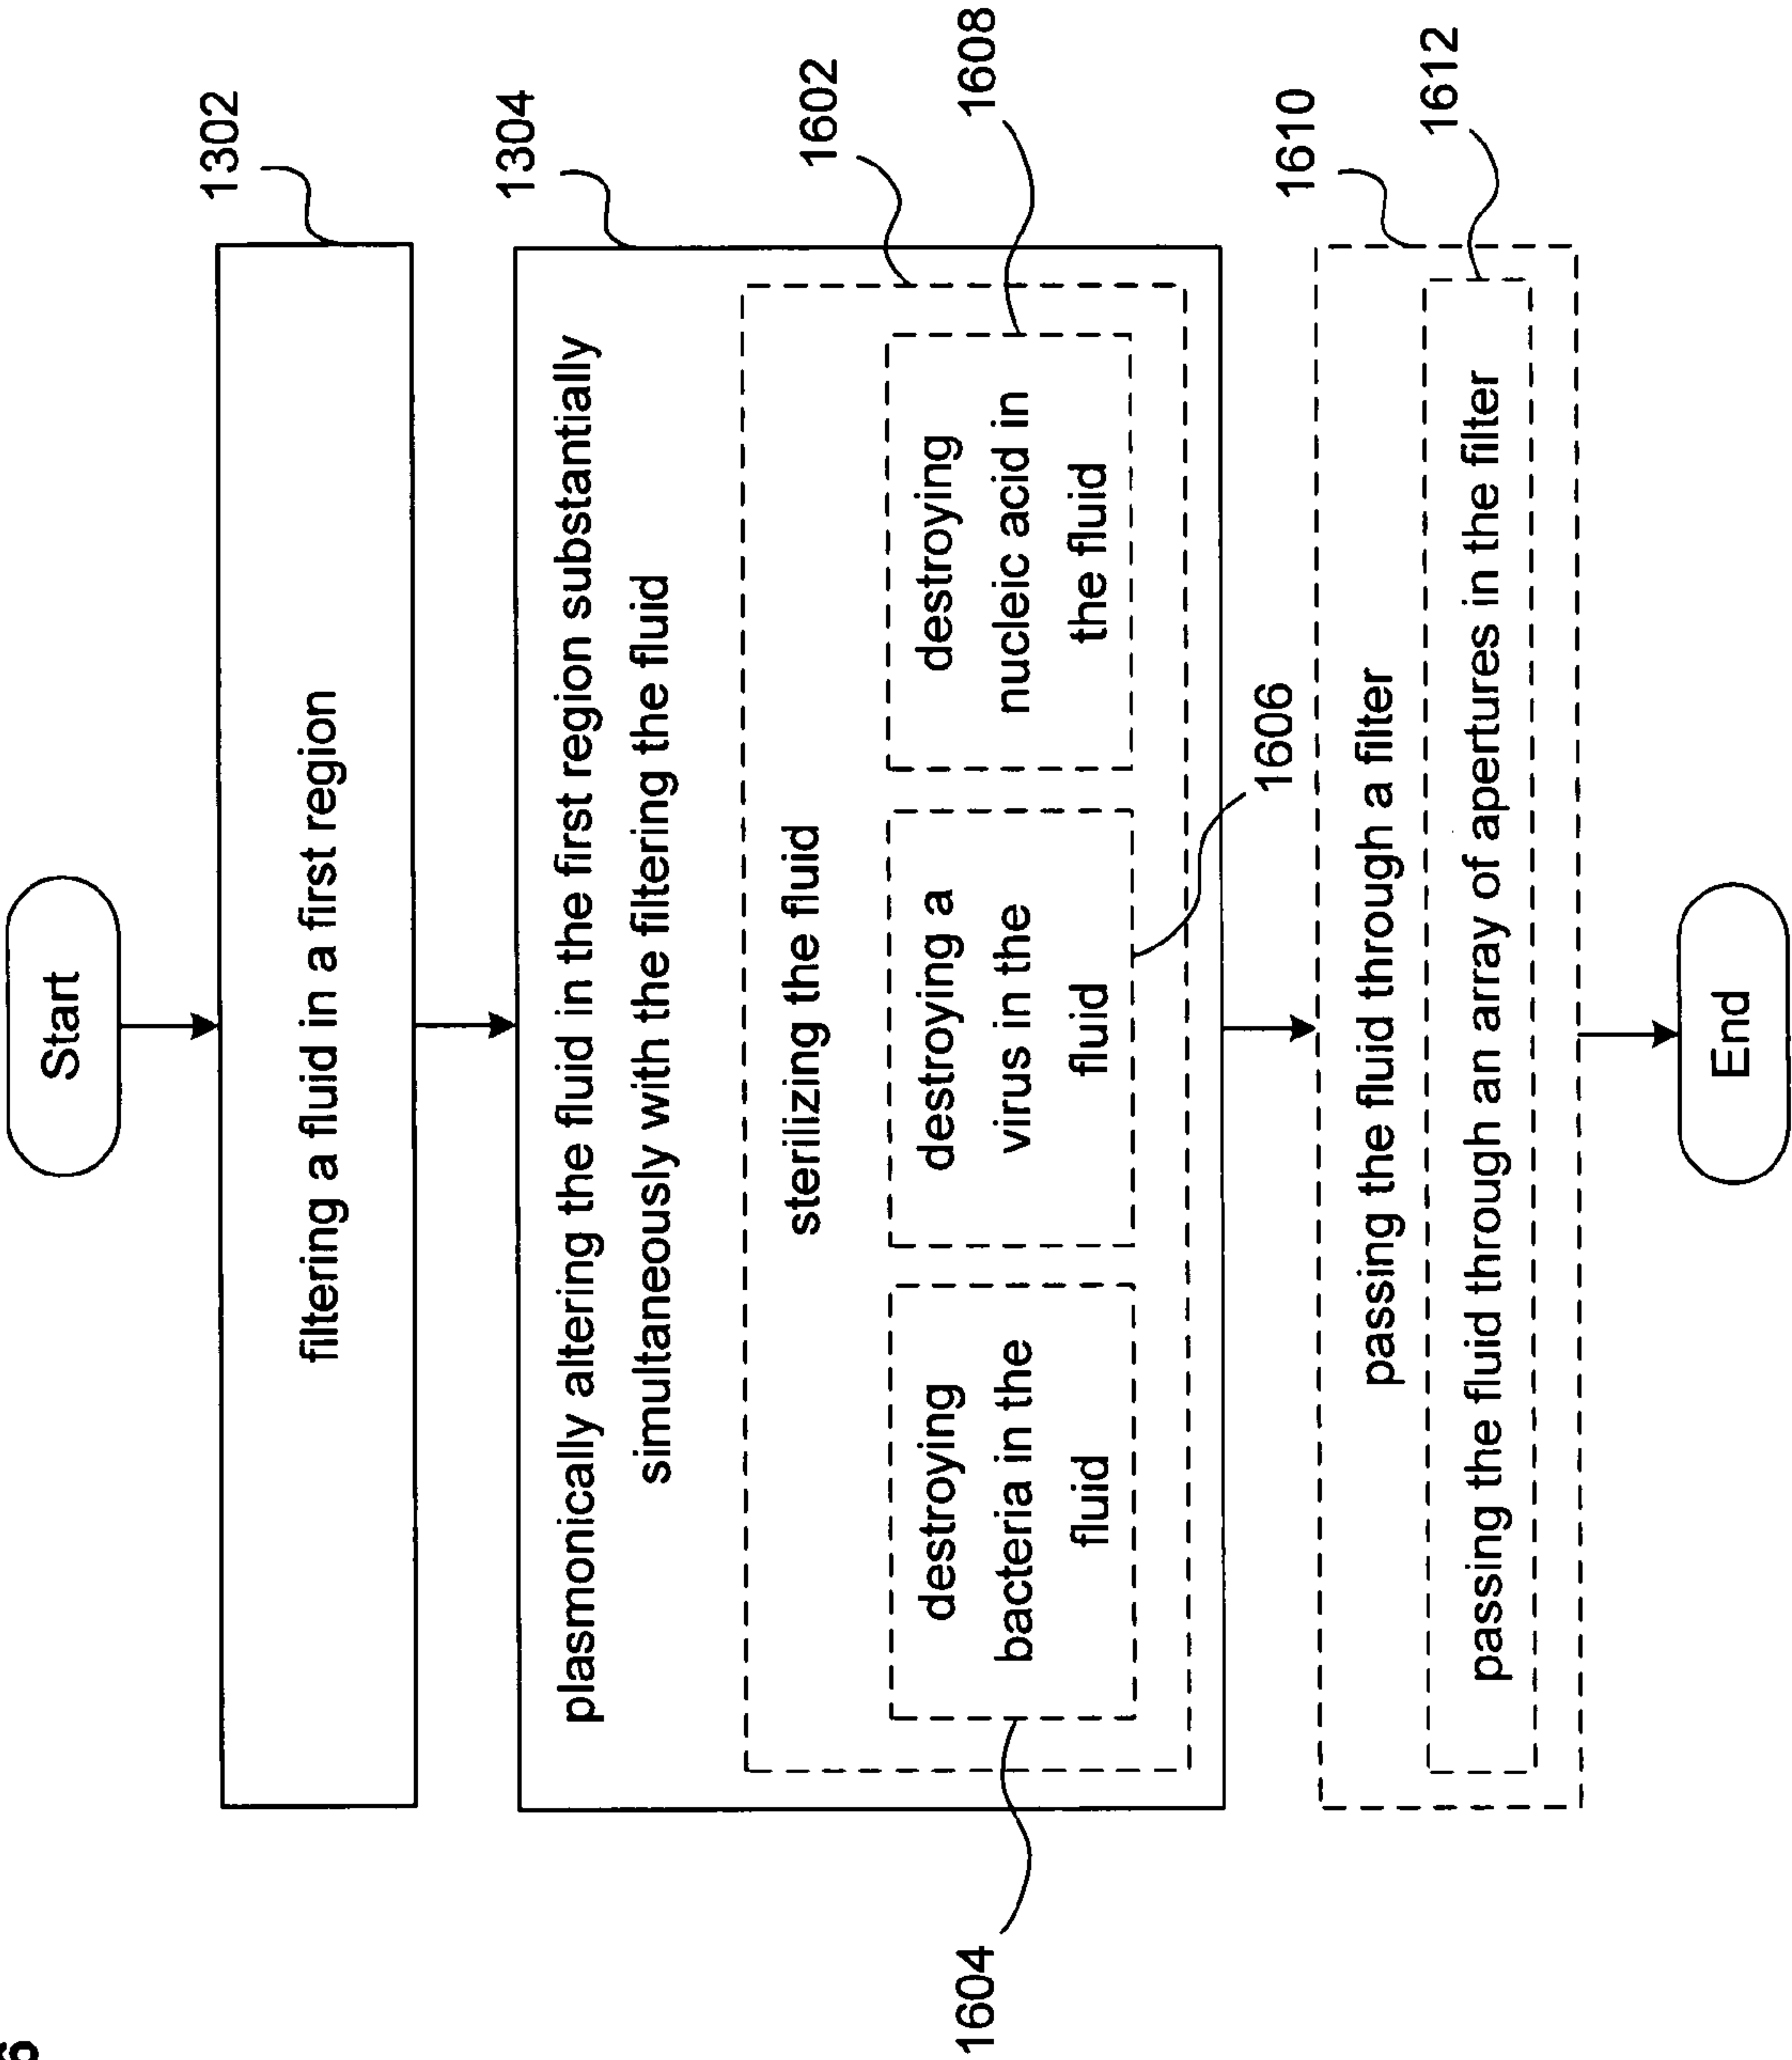 Start
filtering a fluid in a first region
1302
plasmonically altering the fluid in the first region substantially
simultaneously with the filtering the fluid
1304
sterilizing the fluid
1602
destroying
bacteria in the
fluid
1604
destroying a
virus in the
fluid
1606
destroying
nucleic acid in
the fluid
1608
passing the fluid through a filter
1610
passing the fluid through an array of apertures in the filter
1612
End